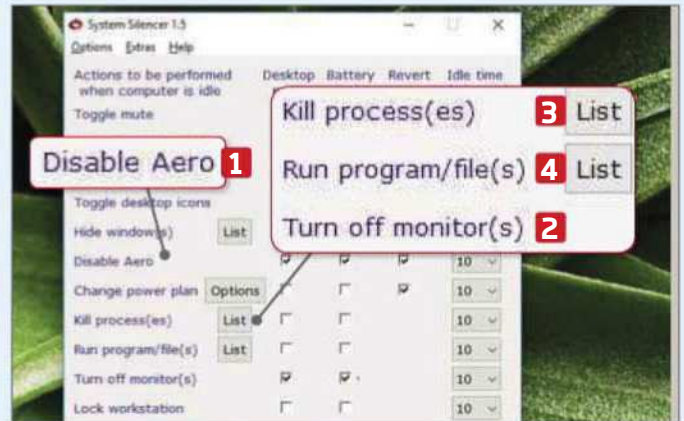 System Silencer 1.5
Options Extras Help
Actions to be performed Desktop Battery Revert Idle time
when computer is idle
Toggle mute
Kill process(es) 3 List
Disable Aero 1
Run program/file(s) 4 List
Toggle desktop icons
Turn off monitor(s) 2
Hide window(s) List
Disable Aero 10
Change power plan Options 10
Kill process(es) List 10
Run program/file(s) List 10
Turn off monitor(s) 10
Lock workstation 10